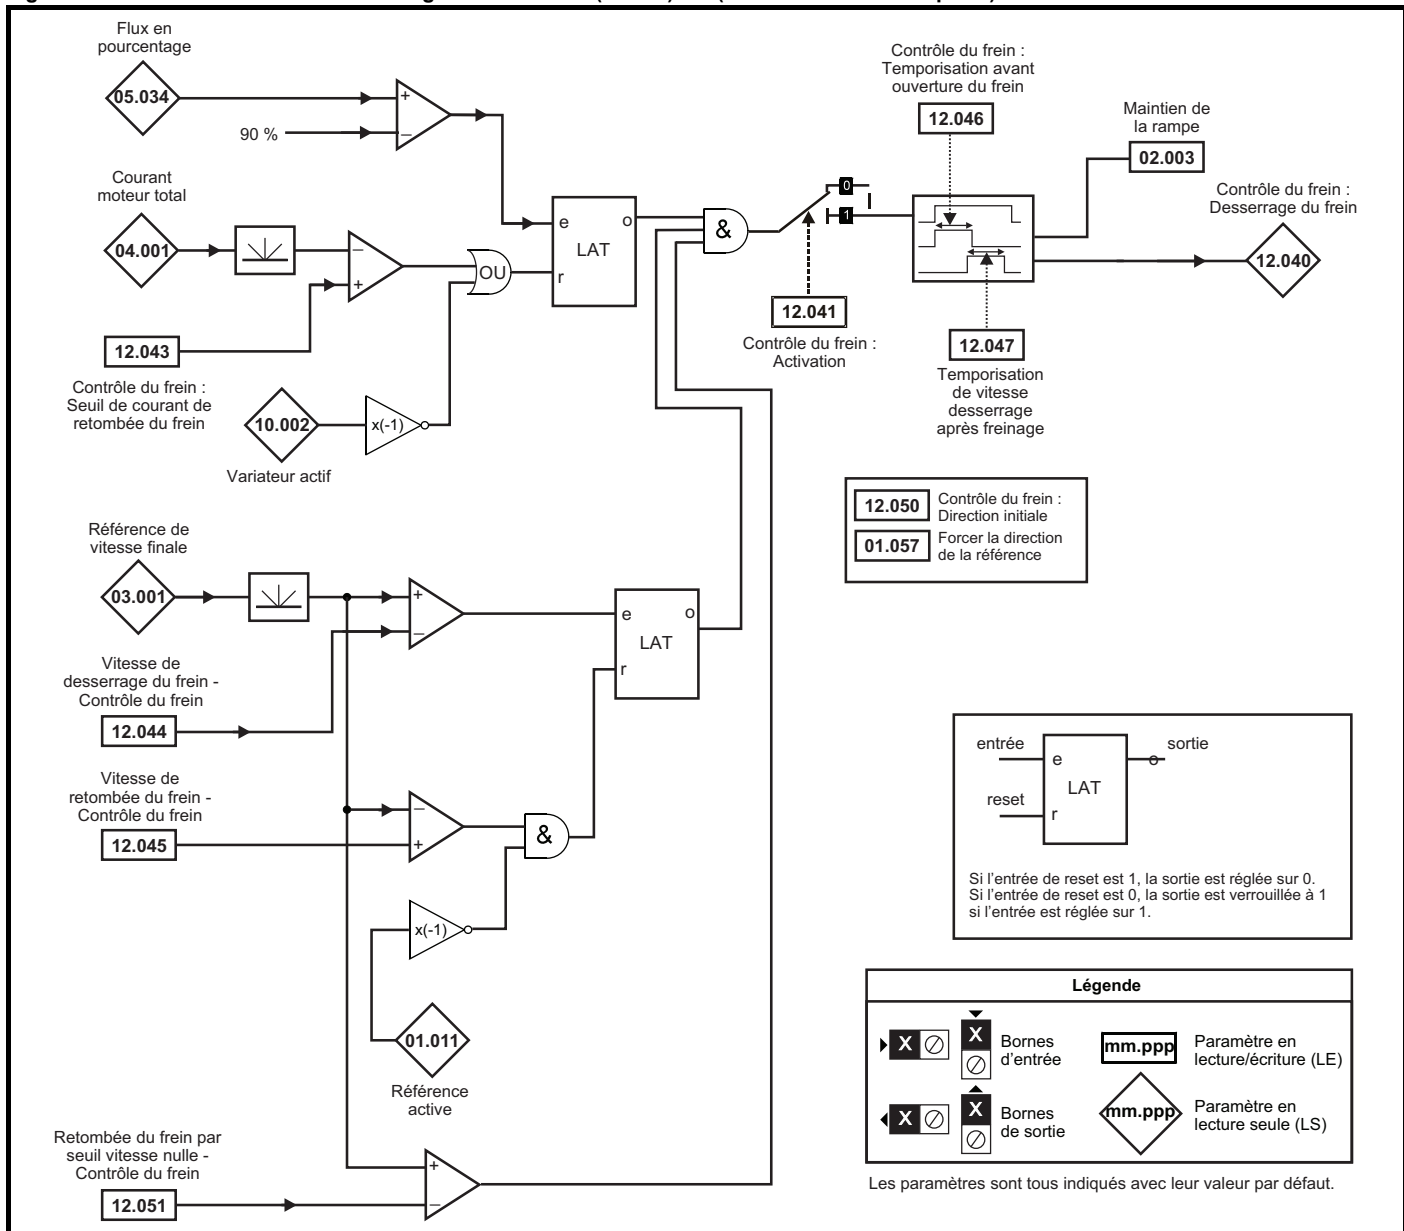 Flux en
pourcentage
05.034
90 %
+
–
Courant
moteur total
04.001
–
+
12.043
Contrôle du frein :
Seuil de courant de
retombée du frein
10.002
Variateur actif
x(-1)
OU
e
o
LAT
r
&
0
1
12.041
Contrôle du frein :
Activation
Contrôle du frein :
Temporisation avant
ouverture du frein
12.046
12.047
Temporisation
de vitesse
desserrage
après freinage
Maintien de
la rampe
02.003
Contrôle du frein :
Desserrage du frein
12.040
12.050
Contrôle du frein :
Direction initiale
01.057
Forcer la direction
de la référence
Référence de
vitesse finale
03.001
+
–
Vitesse de
desserrage du frein -
Contrôle du frein
12.044
e
o
LAT
r
Vitesse de
retombée du frein -
Contrôle du frein
12.045
–
+
&
x(-1)
01.011
Référence
active
Retombée du frein par
seuil vitesse nulle -
Contrôle du frein
12.051
+
–
entrée
e
o
sortie
LAT
reset
r
Si l'entrée de reset est 1, la sortie est réglée sur 0.
Si l'entrée de reset est 0, la sortie est verrouillée à 1
si l'entrée est réglée sur 1.
Légende
X
X
Bornes
d'entrée
mm.ppp
Paramètre en
lecture/écriture (LE)
X
X
Bornes
de sortie
mm.ppp
Paramètre en
lecture seule (LS)
Les paramètres sont tous indiqués avec leur valeur par défaut.